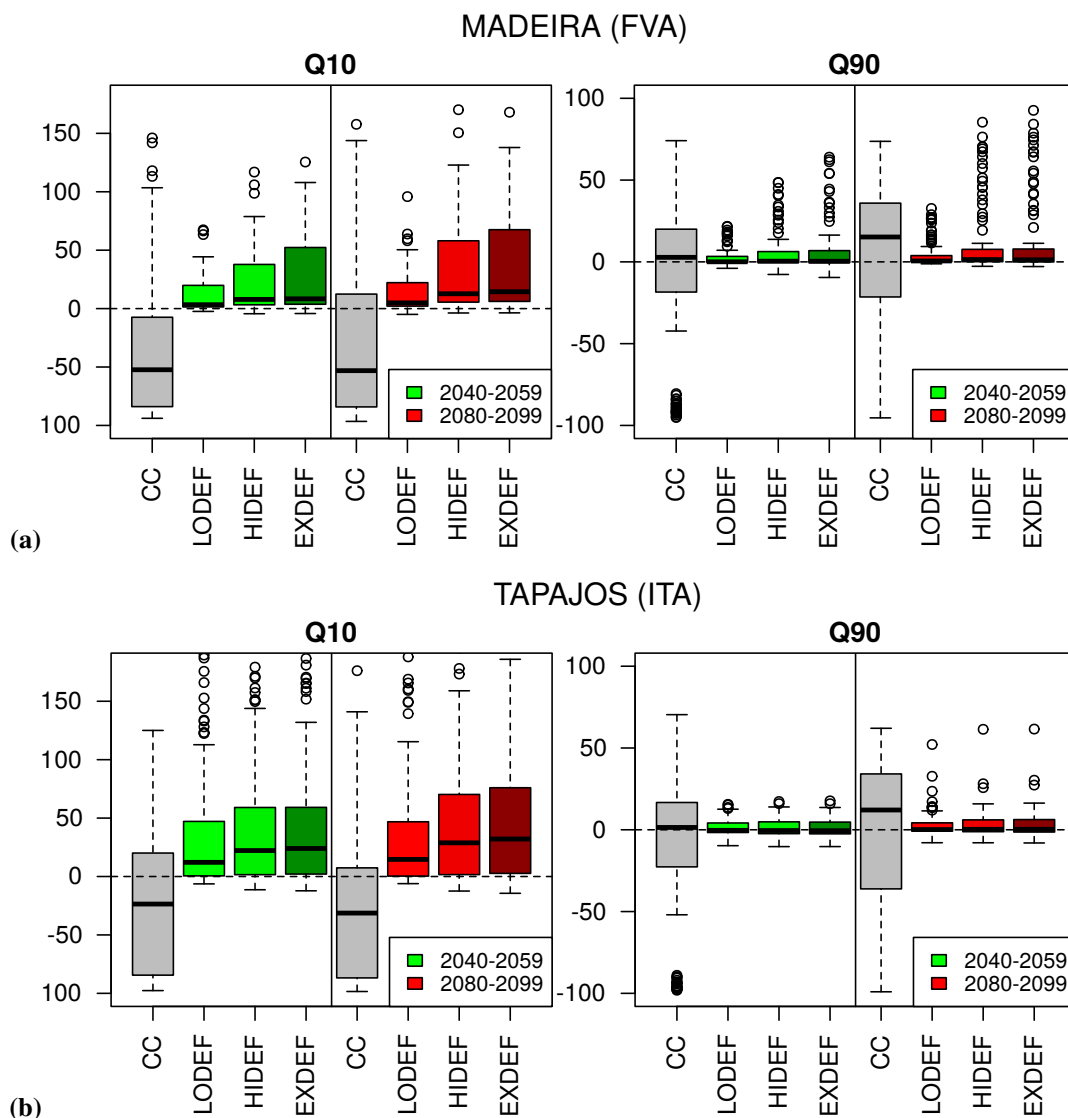 MADEIRA (FVA)
Q10
Q90
150
100
50
0
-50
100
100
50
0
-50
-100
2040-2059
2080-2099
2040-2059
2080-2099
CC
LODEF
HIDEF
EXDEF
CC
LODEF
HIDEF
EXDEF
CC
LODEF
HIDEF
EXDEF
CC
LODEF
HIDEF
EXDEF
(a)
TAPAJOS (ITA)
Q10
Q90
150
100
50
0
-50
100
100
50
0
-50
-100
2040-2059
2080-2099
2040-2059
2080-2099
CC
LODEF
HIDEF
EXDEF
CC
LODEF
HIDEF
EXDEF
CC
LODEF
HIDEF
EXDEF
CC
LODEF
HIDEF
EXDEF
(b)